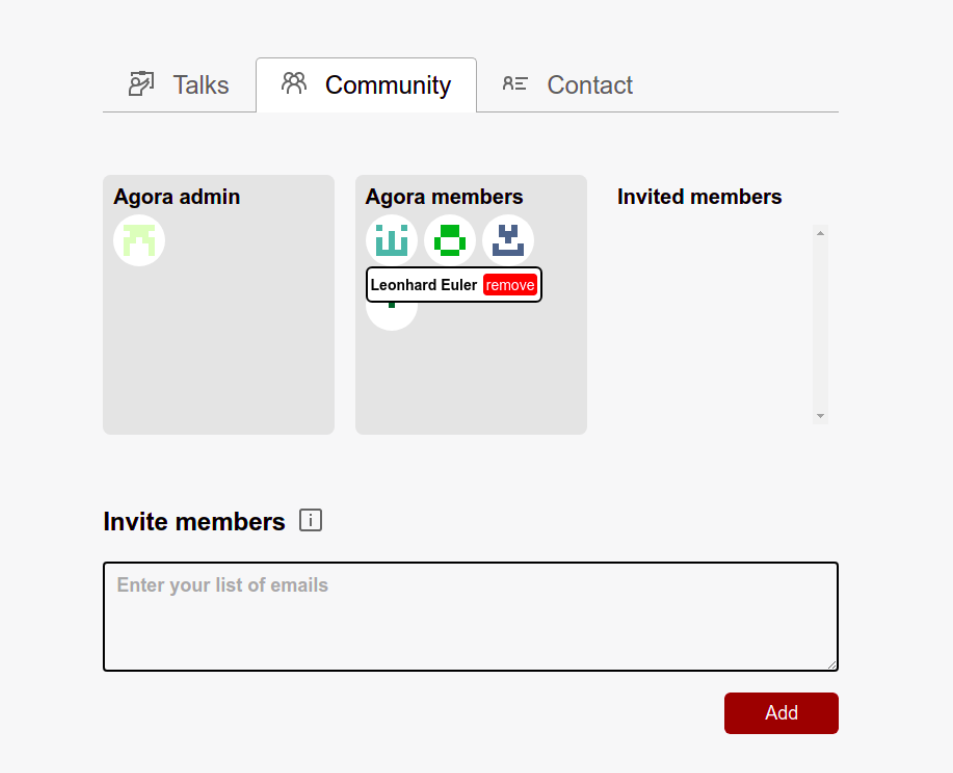 Talks
Community
Contact
Agora admin
Agora members
Invited members
Leonhard Euler remove
Invite members
Enter your list of emails
Add